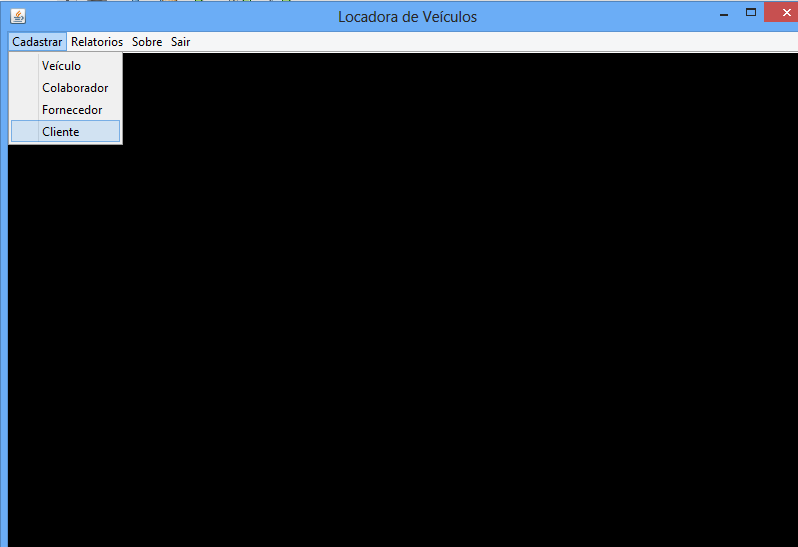 Locadora de Veículos
Cadastrar Relatorios Sobre Sair
Veículo
Colaborador
Fornecedor
Cliente